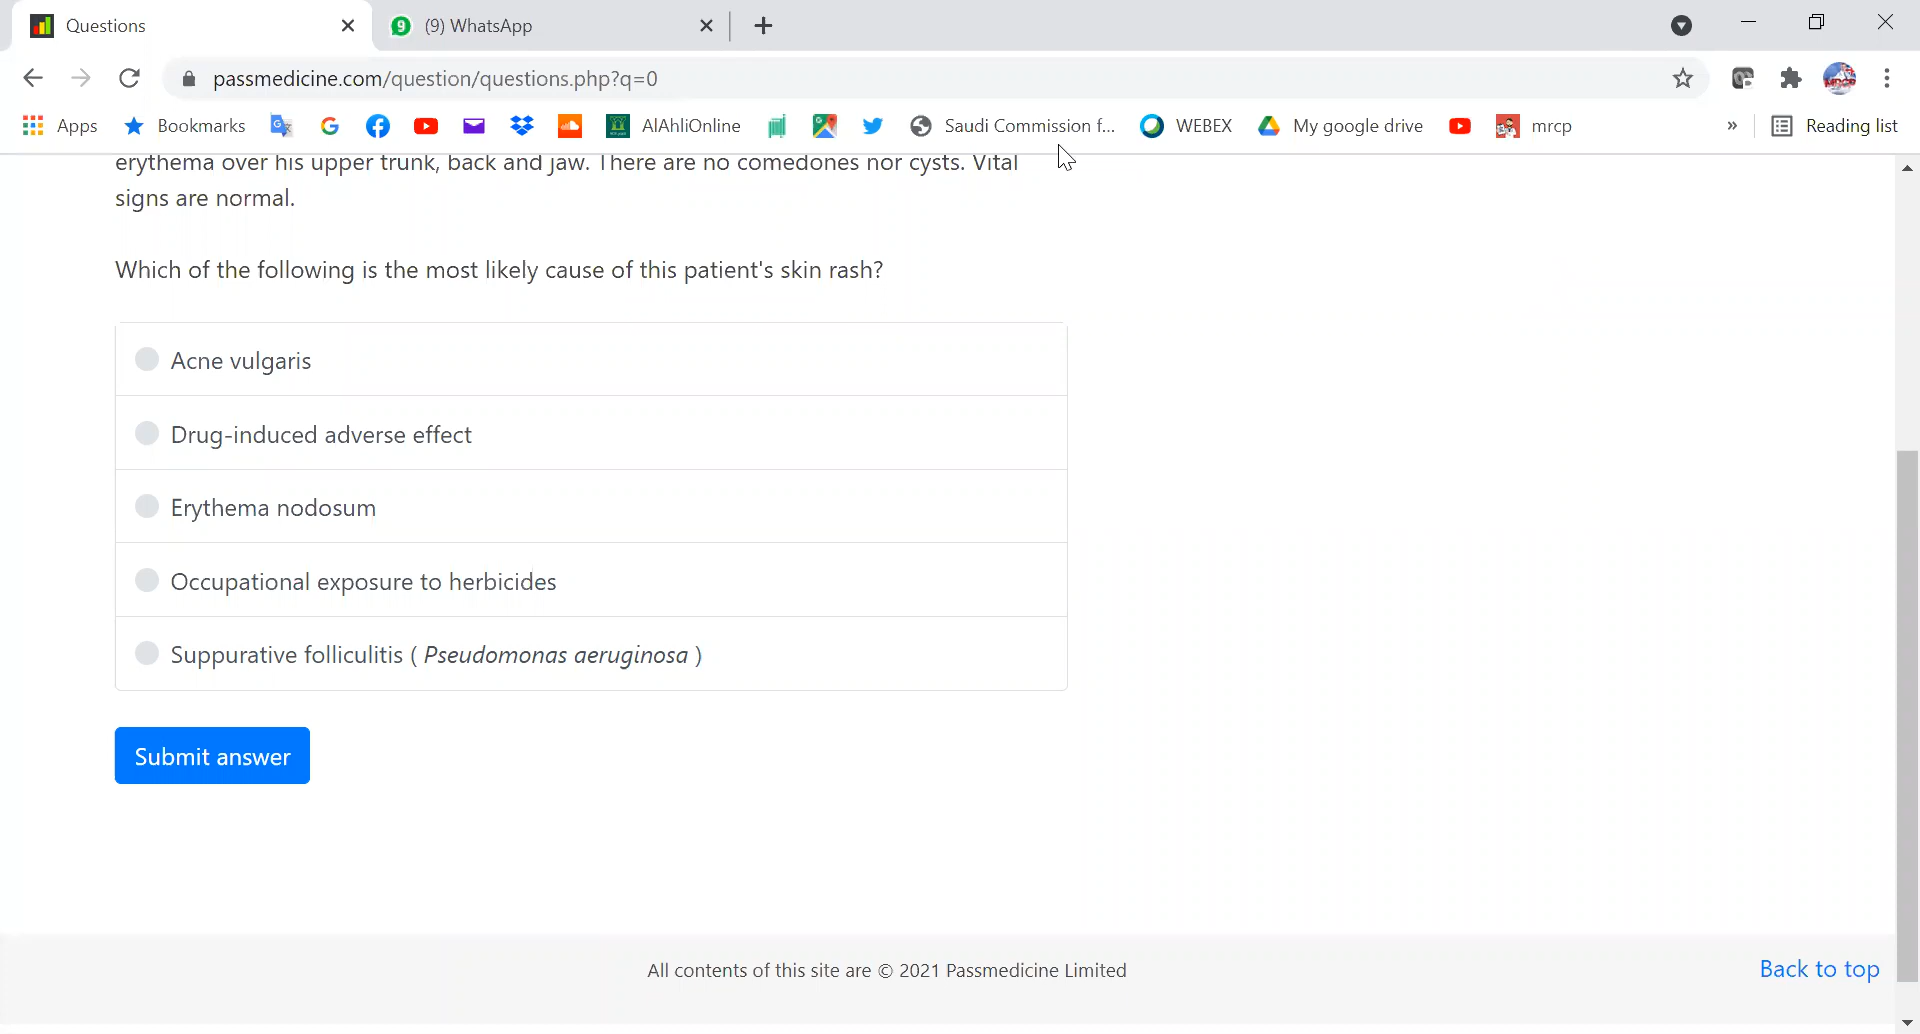 Questions
(9) WhatsApp
passmedicine.com/question/questions.php?q=0
Apps Bookmarks AlAhliOnline Saudi Commission f... WEBEX My google drive mrcp » Reading list
erythema over his upper trunk, back and jaw. There are no comedones nor cysts. Vital
signs are normal.
Which of the following is the most likely cause of this patient's skin rash?
Acne vulgaris
Drug-induced adverse effect
Erythema nodosum
Occupational exposure to herbicides
Suppurative folliculitis ( Pseudomonas aeruginosa )
Submit answer
All contents of this site are © 2021 Passmedicine Limited
Back to top